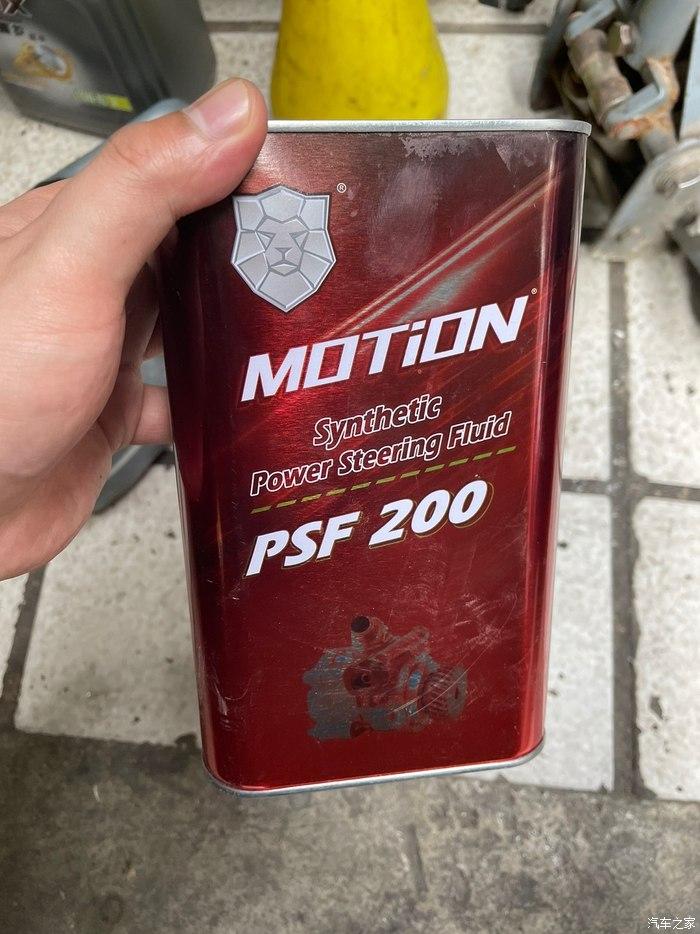 ®
MOTiON®
Synthetic
Power Steering Fluid
PSF 200
汽车之家